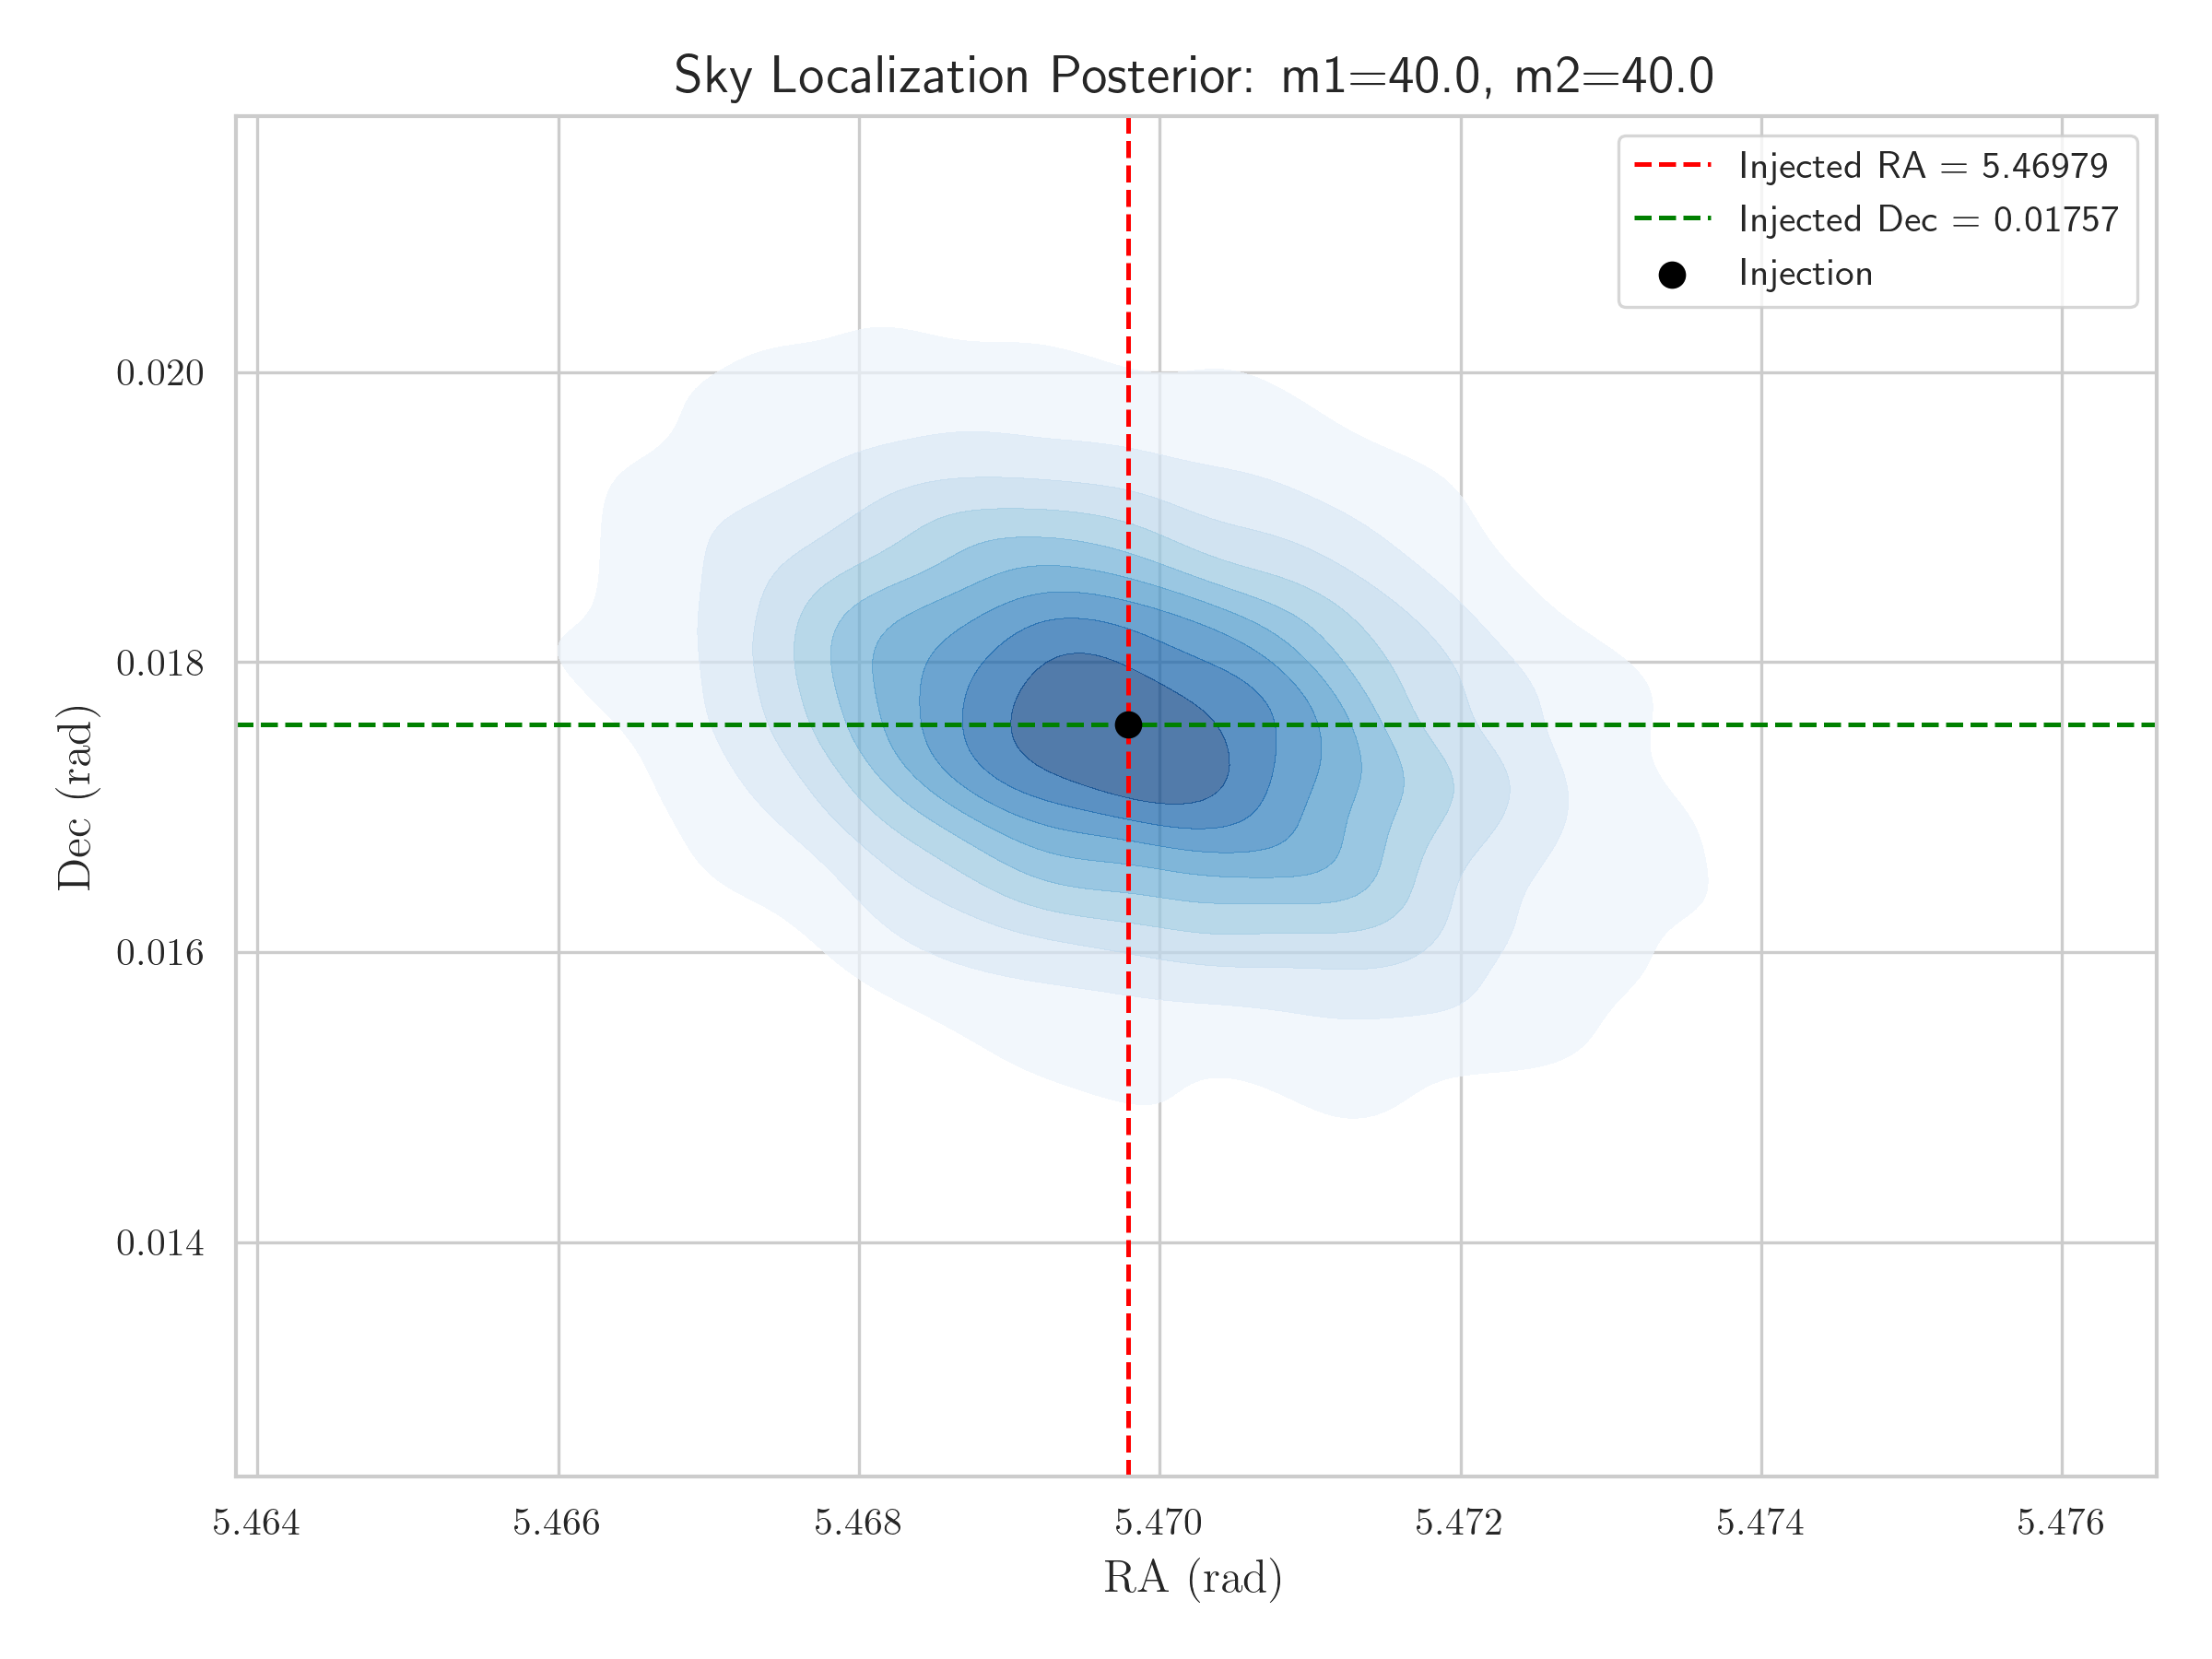 Sky Localization Posterior: m1=40.0, m2=40.0
Injected RA = 5.46979
Injected Dec = 0.01757
Injection
0.020
0.018
0.016
0.014
Dec (rad)
5.464 5.466 5.468 5.470 5.472 5.474 5.476
RA (rad)